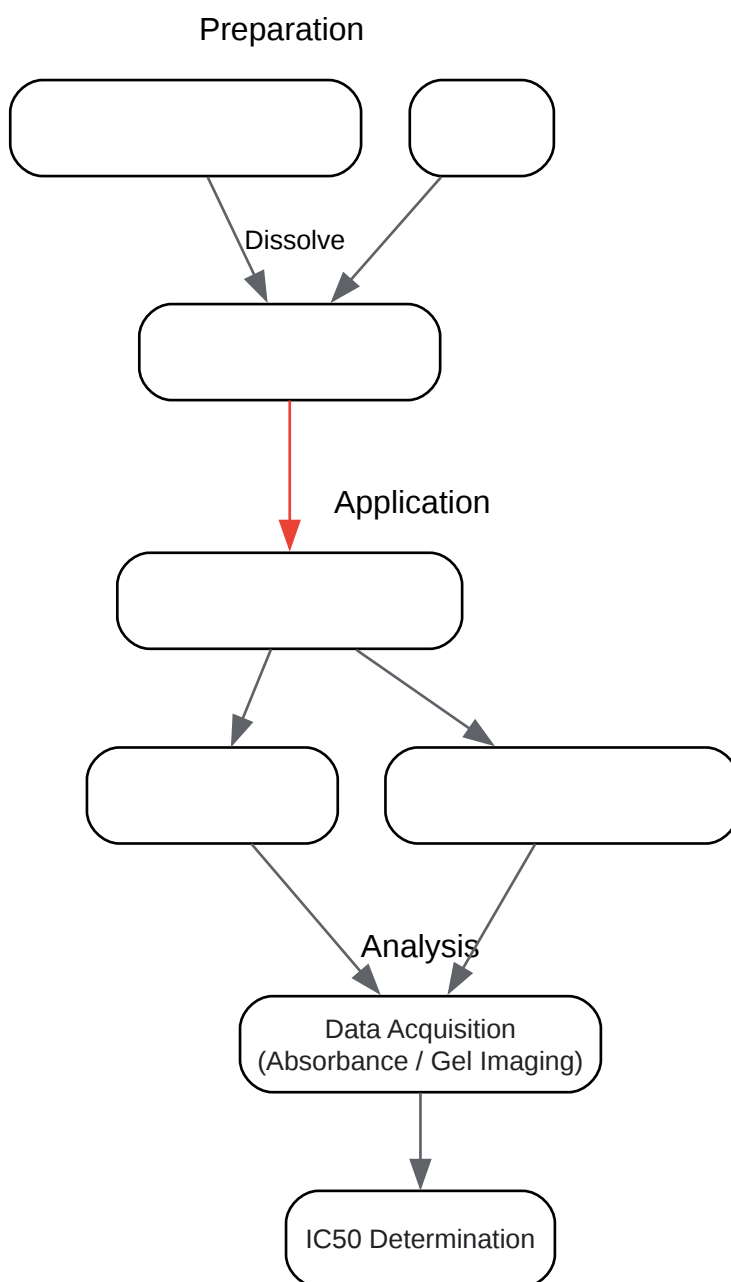 Preparation
Dissolve
Application
Analysis
Data Acquisition
(Absorbance / Gel Imaging)
IC50 Determination